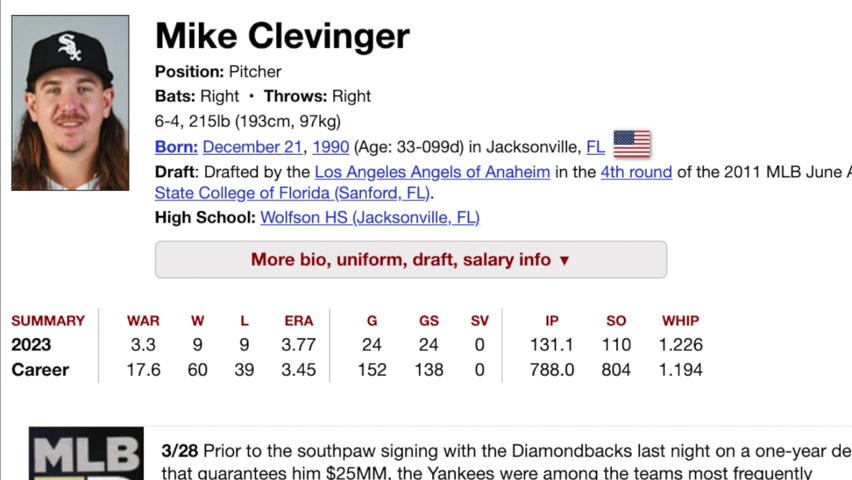 Mike Clevinger
Position: Pitcher
Bats: Right • Throws: Right
6-4, 215lb (193cm, 97kg)
Born: December 21, 1990 (Age: 33-099d) in Jacksonville, FL
Draft: Drafted by the Los Angeles Angels of Anaheim in the 4th round of the 2011 MLB June A
State College of Florida (Sanford, FL).
High School: Wolfson HS (Jacksonville, FL)
More bio, uniform, draft, salary info ▼
SUMMARY WAR W L ERA G GS SV IP SO WHIP
2023 3.3 9 9 3.77 24 24 0 131.1 110 1.226
Career 17.6 60 39 3.45 152 138 0 788.0 804 1.194
MLB
3/28 Prior to the southpaw signing with the Diamondbacks last night on a one-year de
that guarantees him $25MM, the Yankees were among the teams most frequently